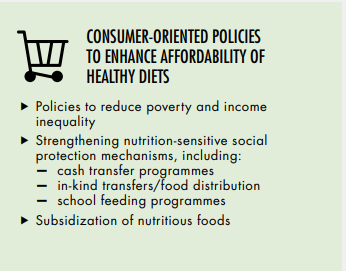 CONSUMER-ORIENTED POLICIES
TO ENHANCE AFFORDABILITY OF
HEALTHY DIETS
▶ Policies to reduce poverty and income
inequality
▶ Strengthening nutrition-sensitive social
protection mechanisms, including:
— cash transfer programmes
— in-kind transfers/food distribution
— school feeding programmes
▶ Subsidization of nutritious foods